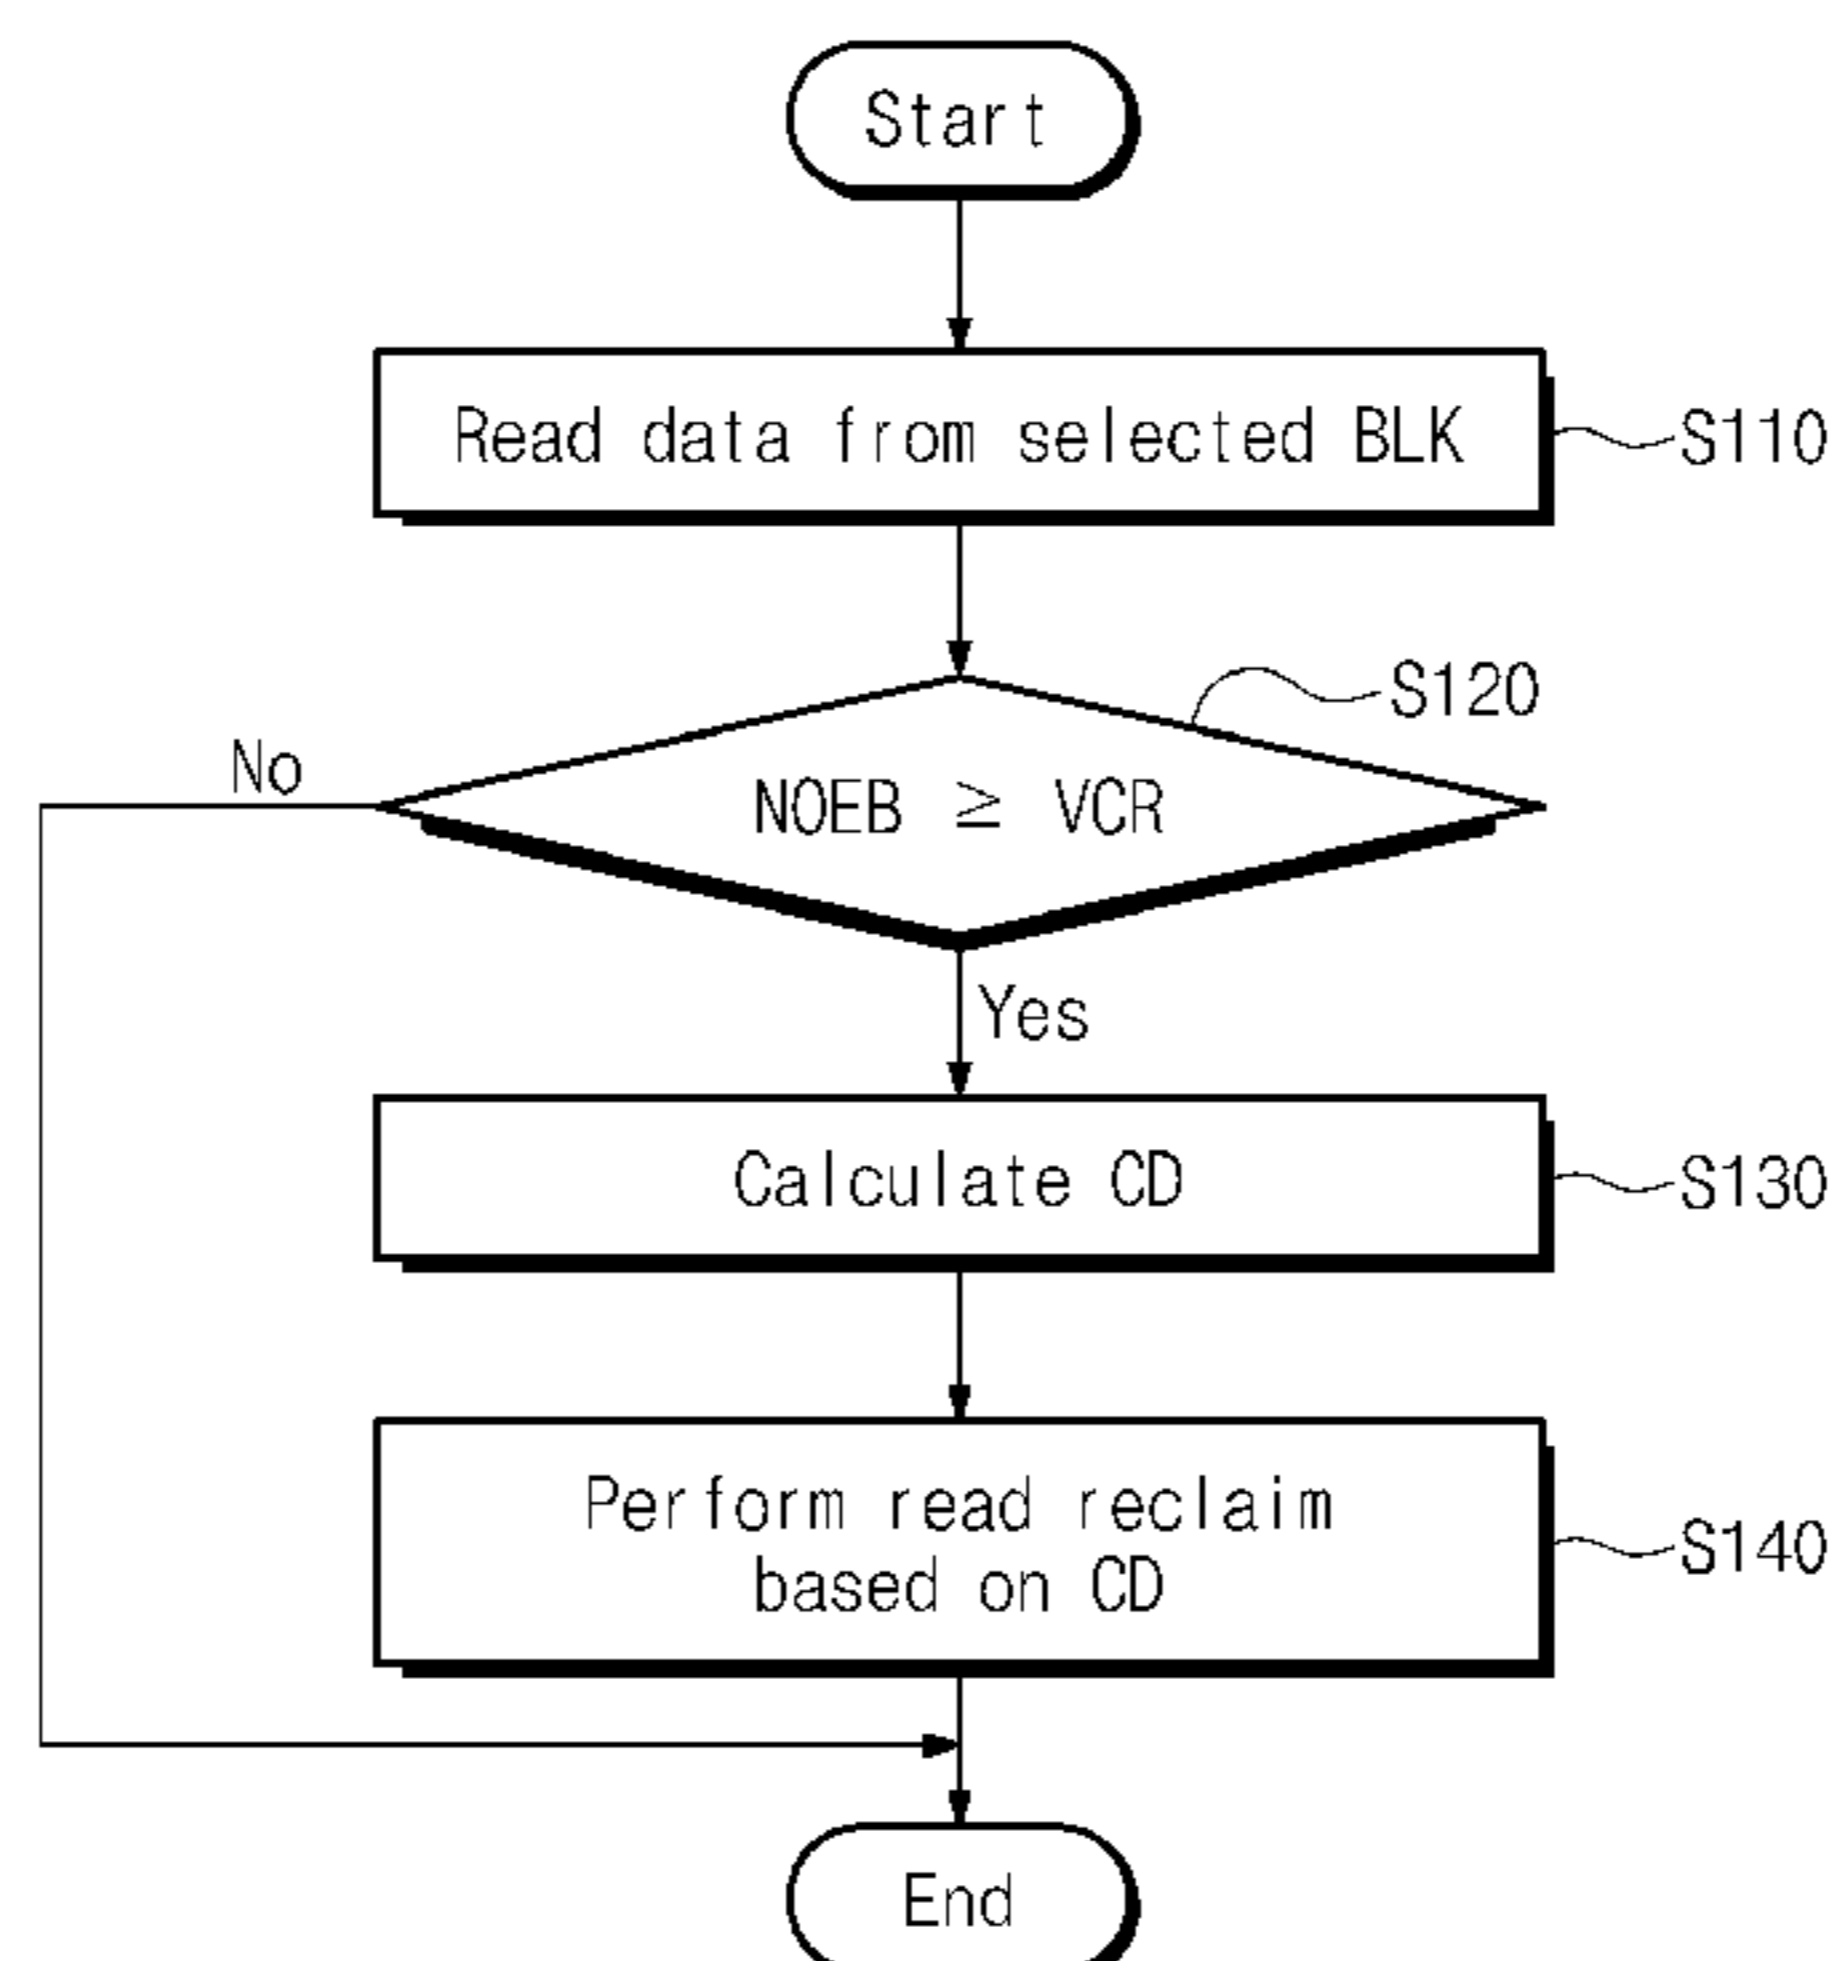 Start
Read data from selected BLK
S110
S120
No
NOEB ≥ VCR
Yes
Calculate CD
S130
Perform read reclaim
based on CD
S140
End